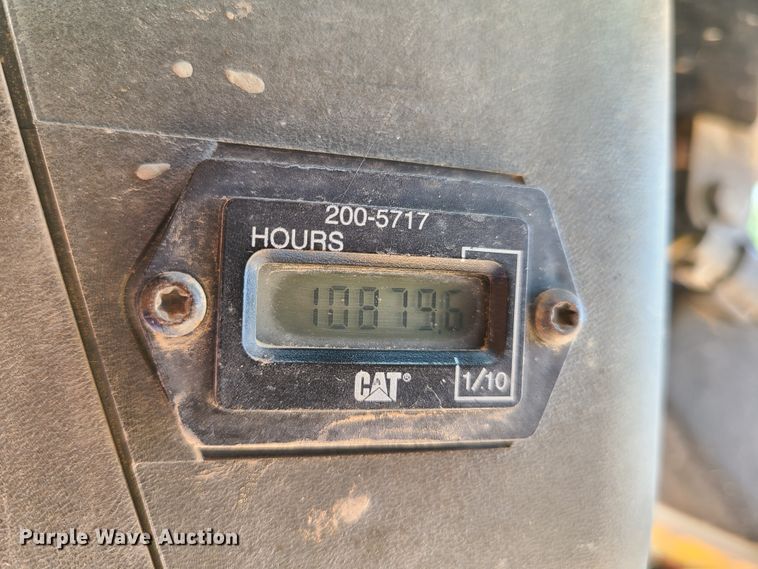 200-5717
HOURS
10879.6
CAT®
1/10
Purple Wave Auction